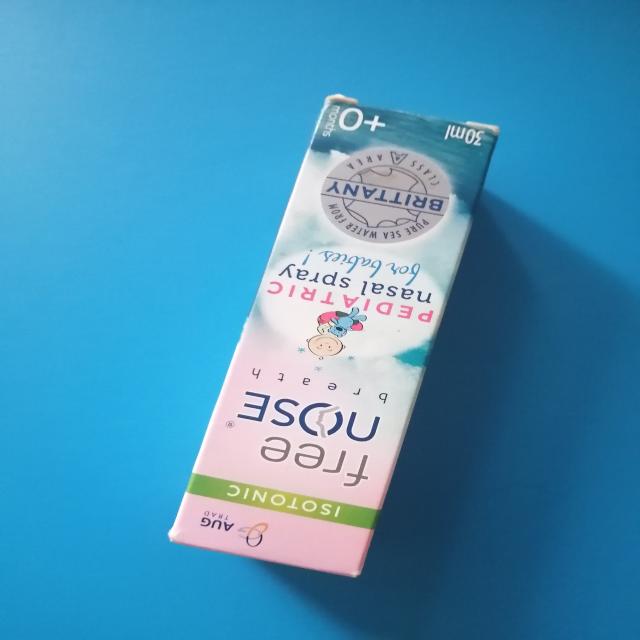 AUG
TRAD
ISOTONIC
free
NOSE®
breath
PEDIATRIC
nasal spray
for babies!
PURE SEA WATER FROM
BRITTANY
CLASS A AREA
+0
months
30ml